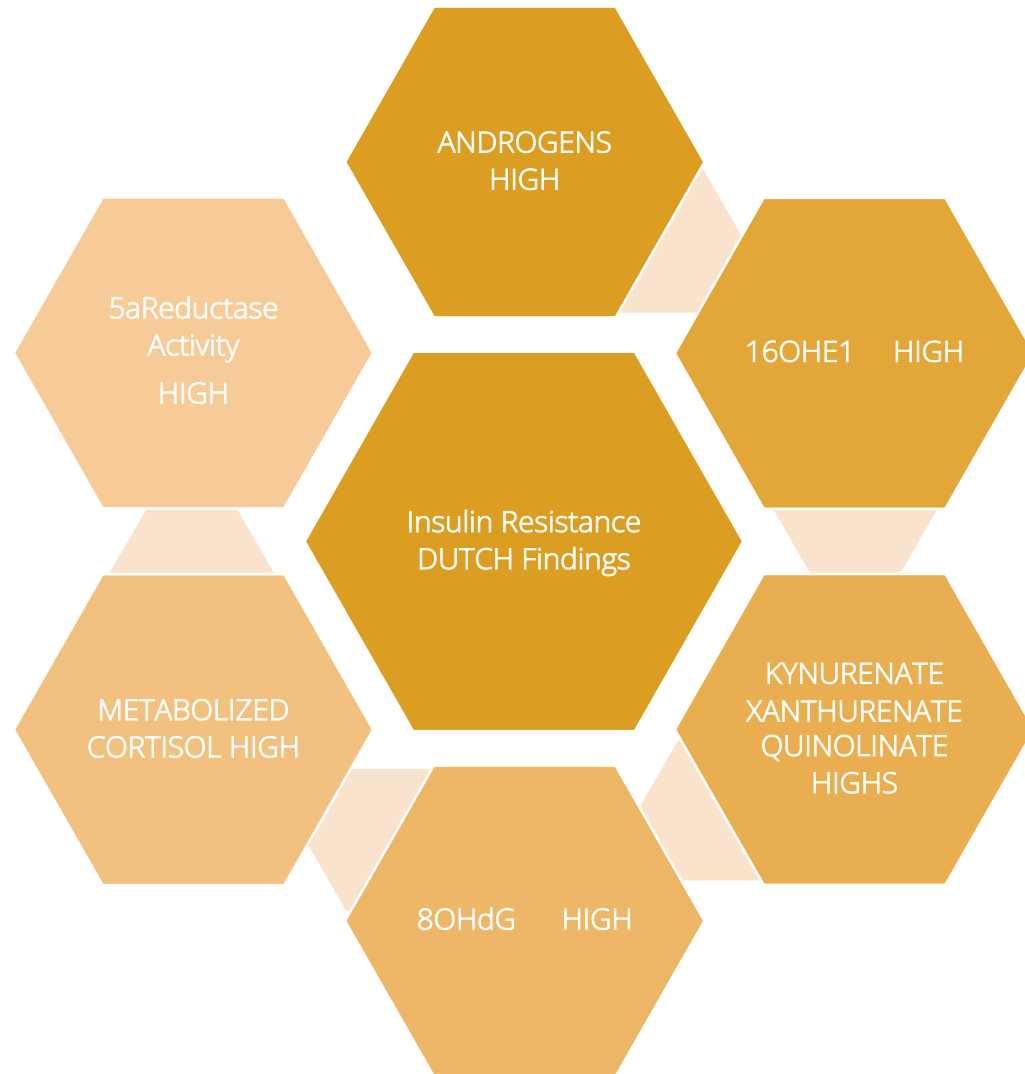 ANDROGENS
HIGH
16OHE1 HIGH
KYNURENATE
XANTHURENATE
QUINOLINATE
HIGHS
8OHdG HIGH
METABOLIZED
CORTISOL HIGH
5aReductase
Activity
HIGH
Insulin Resistance
DUTCH Findings